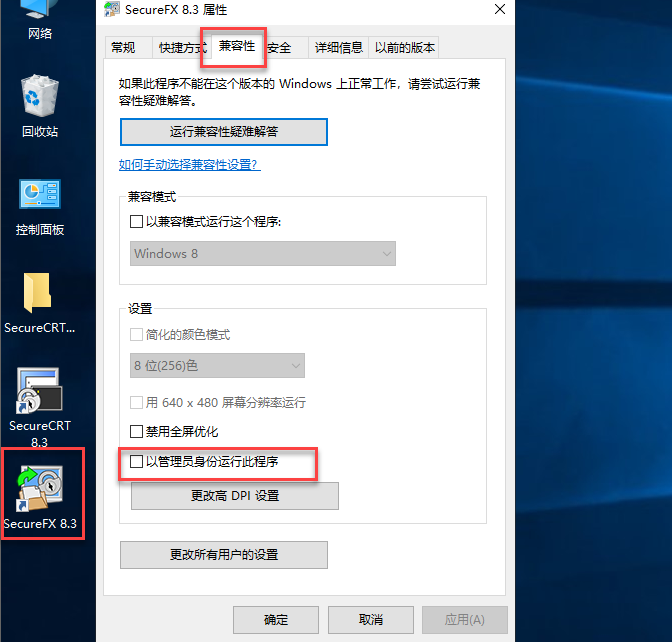 网络
回收站
控制面板
SecureCRT...
SecureCRT
8.3
SecureFX 8.3
SecureFX 8.3 属性
常规 快捷方式 兼容性 安全 详细信息 以前的版本
如果此程序不能在这个版本的 Windows 上正常工作，请尝试运行兼
容性疑难解答。
运行兼容性疑难解答
如何手动选择兼容性设置?
兼容模式
以兼容模式运行这个程序:
Windows 8
设置
简化的颜色模式
8 位(256)色
用 640 x 480 屏幕分辨率运行
禁用全屏优化
以管理员身份运行此程序
更改高 DPI 设置
更改所有用户的设置
确定 取消 应用(A)